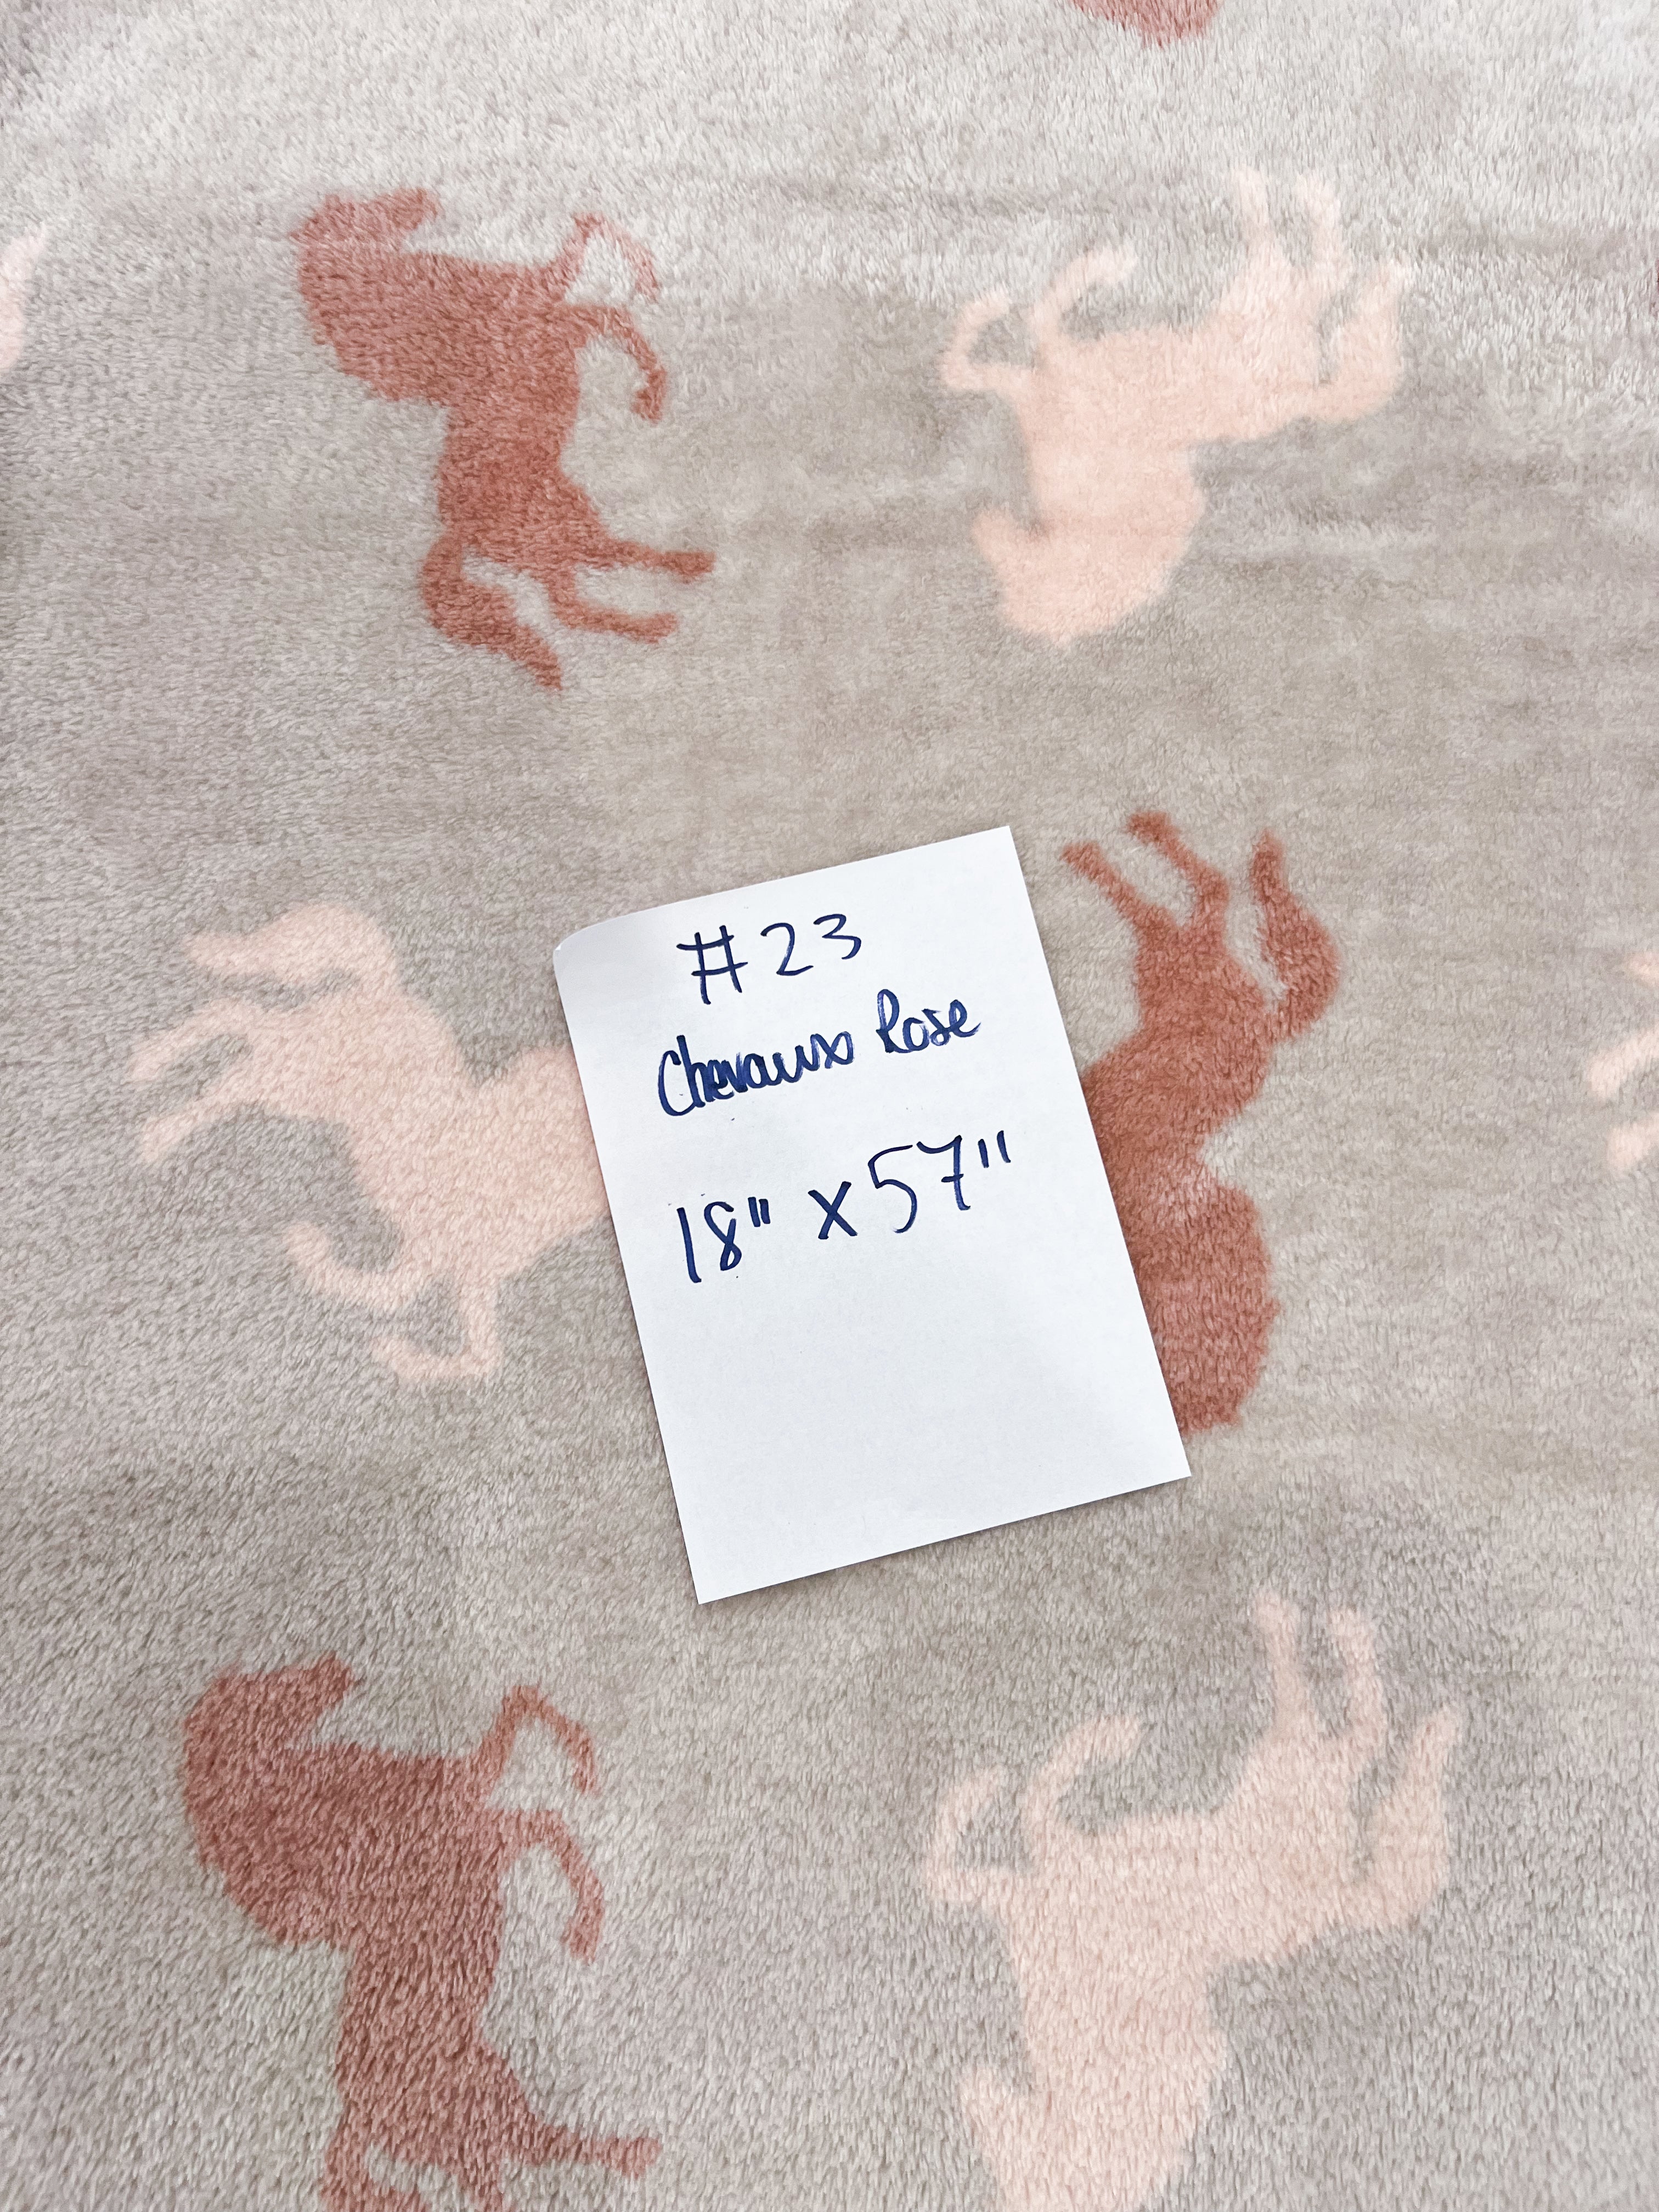 #23
Chevaux Rose
18" x 57"